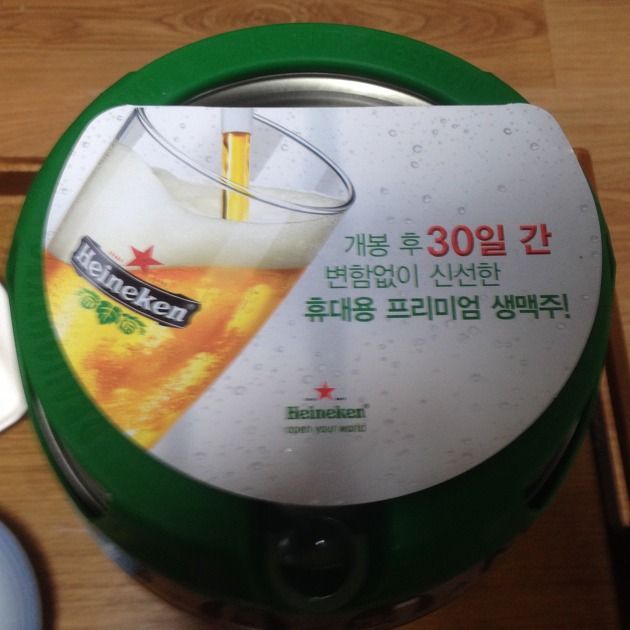 Heineken
개봉 후 30일 간
변함없이 신선한
휴대용 프리미엄 생맥주!
Heineken
open your world